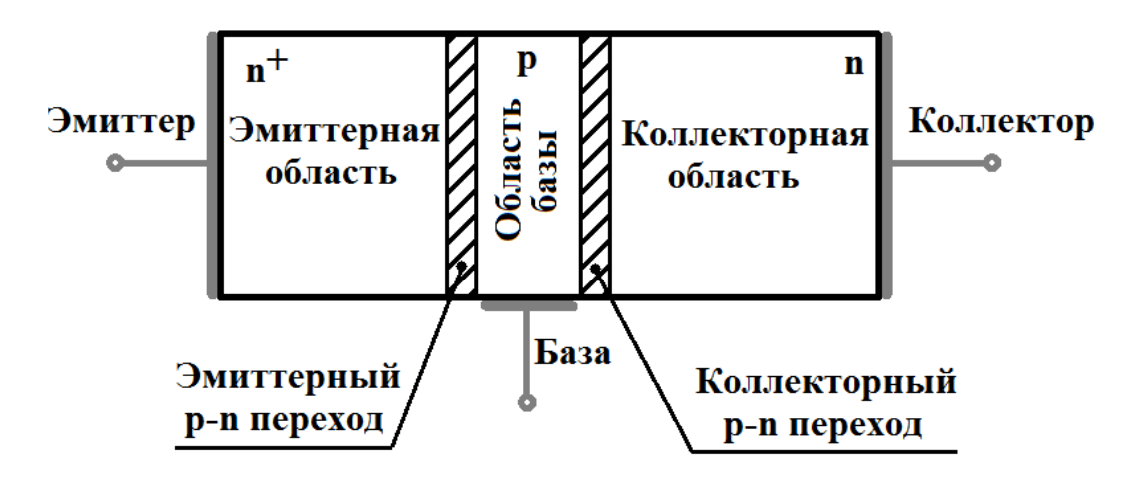 n+
p
n
Эмиттер
Эмиттерная
область
Область
базы
Коллекторная
область
Коллектор
База
Эмиттерный
p-n переход
Коллекторный
p-n переход